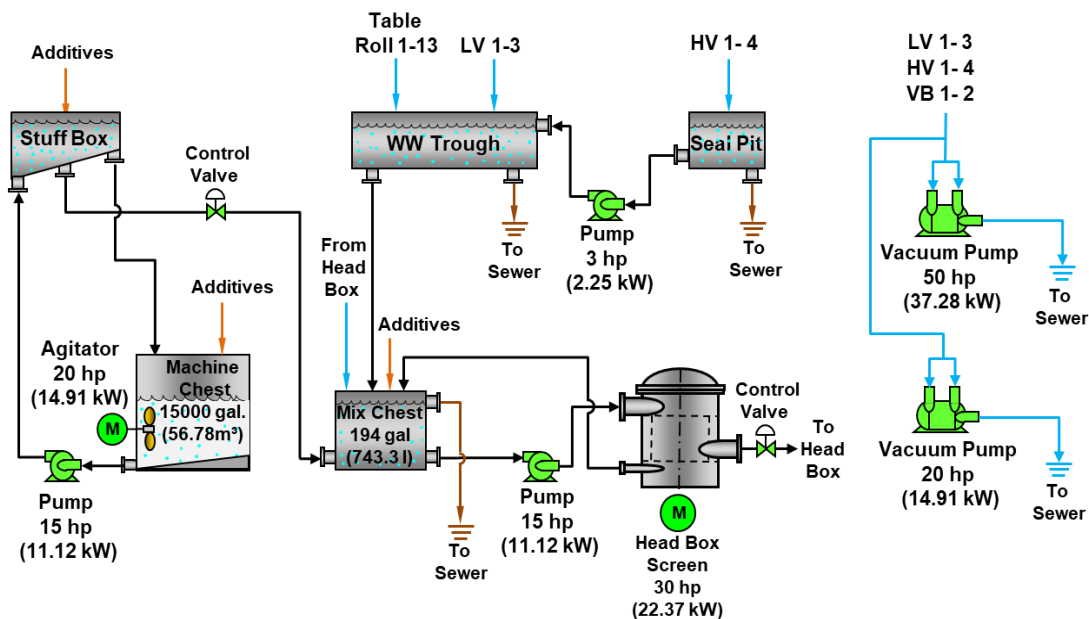 Additives
Stuff Box
Control
Valve
Table
Roll 1-13
LV 1-3
WW Trough
To
Sewer
Pump
3 hp
(2.25 kW)
HV 1- 4
Seal Pit
To
Sewer
LV 1- 3
HV 1- 4
VB 1- 2
Vacuum Pump
50 hp
(37.28 kW)
To
Sewer
Vacuum Pump
20 hp
(14.91 kW)
To
Sewer
Additives
Agitator
20 hp
(14.91 kW)
M
Machine
Chest
15000 gal.
(56.78m³)
Pump
15 hp
(11.12 kW)
From
Head
Box
Additives
Mix Chest
194 gal
(743.3 l)
To
Sewer
Pump
15 hp
(11.12 kW)
M
Head Box
Screen
30 hp
(22.37 kW)
Control
Valve
To
Head
Box